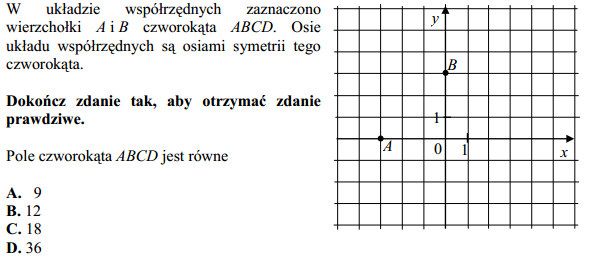 W układzie współrzędnych zaznaczono
wierzchołki A i B czworokąta ABCD. Osie
układu współrzędnych są osiami symetrii tego
czworokąta.
Dokończ zdanie tak, aby otrzymać zdanie
prawdziwe.
Pole czworokąta ABCD jest równe
A. 9
B. 12
C. 18
D. 36
y
B
1
A
0
1
x